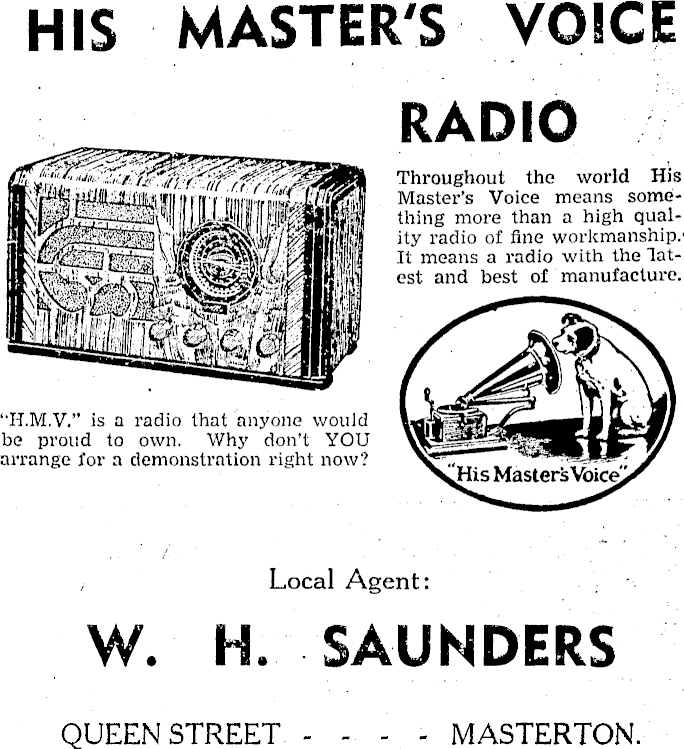 HIS MASTER'S VOICE
RADIO
Throughout the world His
Master's Voice means some-
thing more than a high qual-
ity radio of fine workmanship.
It means a radio with the lat-
est and best of manufacture.
"His Master's Voice"
"H.M.V." is a radio that anyone would
be proud to own. Why don't YOU
arrange for a demonstration right now?
Local Agent:
W. H. SAUNDERS
QUEEN STREET - - - - MASTERTON.